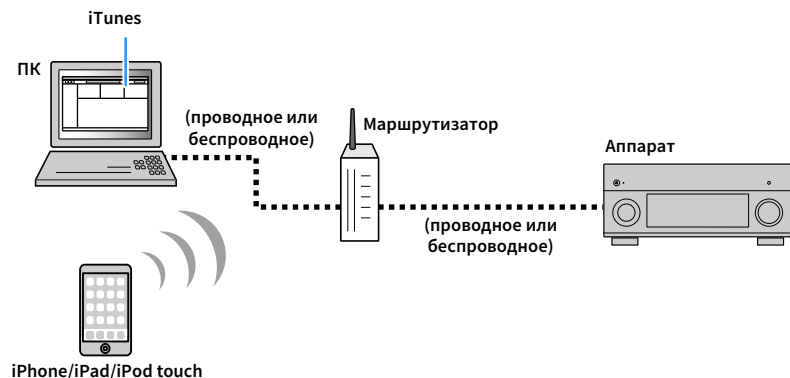 iTunes
ПК
(проводное или
беспроводное)
Маршрутизатор
Аппарат
(проводное или
беспроводное)
iPhone/iPad/iPod touch